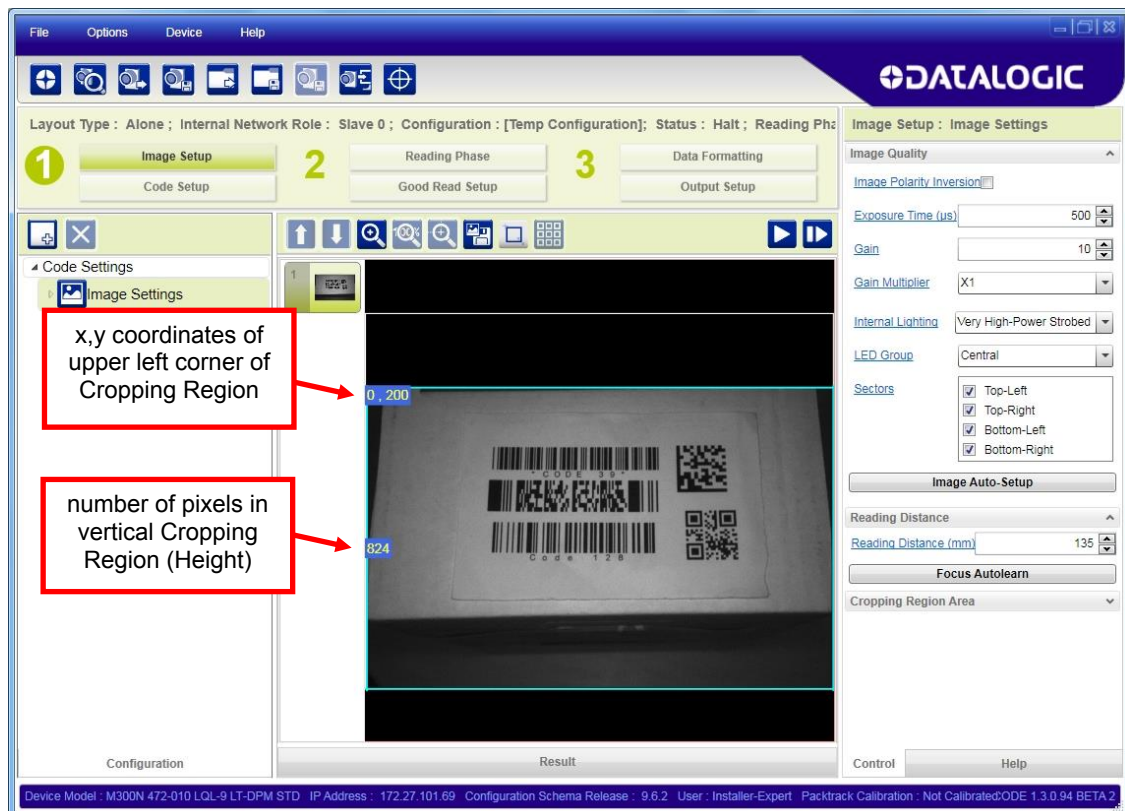 File Options Device Help
DATALOGIC
Layout Type : Alone ; Internal Network Role : Slave 0 ; Configuration : [Temp Configuration]; Status : Halt ; Reading Pha
Image Setup : Image Settings
1 Image Setup 2 Reading Phase 3 Data Formatting
Code Setup Good Read Setup Output Setup
Code Settings
Image Settings
x,y coordinates of
upper left corner of
Cropping Region
number of pixels in
vertical Cropping
Region (Height)
Configuration
100%
1
0 , 200
824
*CODE 39*
Code 128
Result
Image Quality
Image Polarity Inversion
Exposure Time (µs) 500
Gain 10
Gain Multiplier X1
Internal Lighting Very High-Power Strobed
LED Group Central
Sectors Top-Left
Top-Right
Bottom-Left
Bottom-Right
Image Auto-Setup
Reading Distance
Reading Distance (mm) 135
Focus Autolearn
Cropping Region Area
Control Help
Device Model : M300N 472-010 LQL-9 LT-DPM STD IP Address : 172.27.101.69 Configuration Schema Release : 9.6.2 User : Installer-Expert Packtrack Calibration : Not Calibrated CODE 1.3.0.94 BETA 2